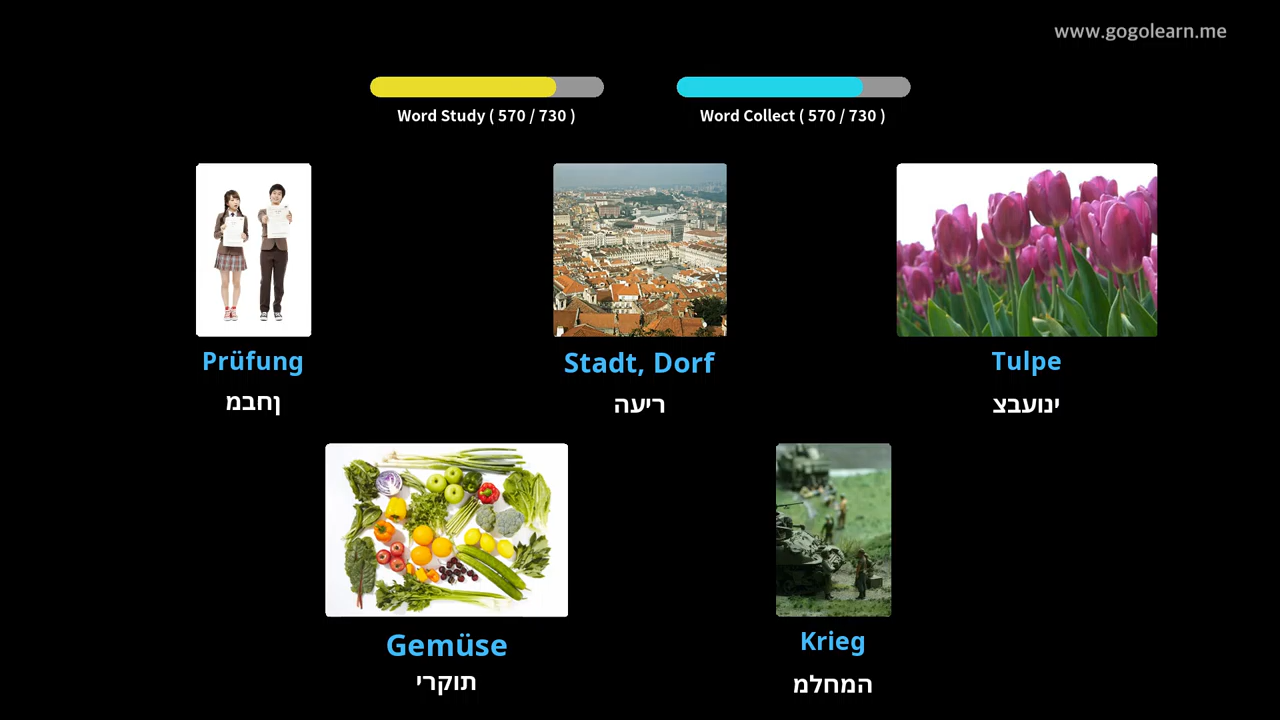 www.gogolearn.me
Word Study ( 570 / 730 )
Word Collect ( 570 / 730 )
Prüfung
ןחבמ
Stadt, Dorf
ריעה
Tulpe
ינועבצ
Gemüse
תוקרי
Krieg
המחלמ